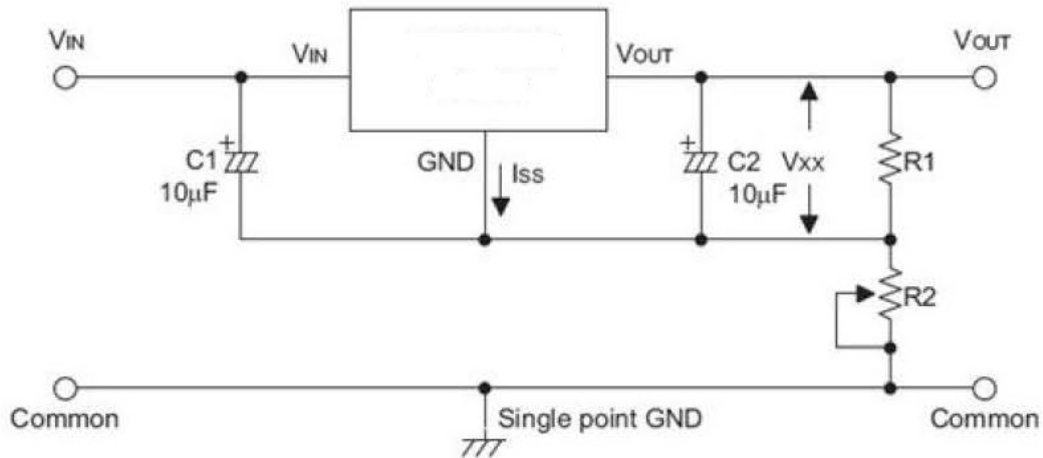 VIN
VIN
VOUT
VOUT
C1
10μF
GND
ISS
C2
10μF
VXX
R1
R2
Common
Single point GND
Common